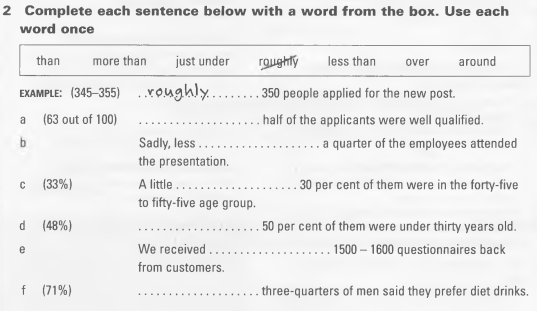 2 Complete each sentence below with a word from the box. Use each
word once
than more than just under roughly less than over around
EXAMPLE: (345–355) ..roughly.......... 350 people applied for the new post.
a (63 out of 100) .................... half of the applicants were well qualified.
b Sadly, less .................... a quarter of the employees attended
the presentation.
c (33%) A little .................... 30 per cent of them were in the forty-five
to fifty-five age group.
d (48%) .................... 50 per cent of them were under thirty years old.
e We received .................... 1500 – 1600 questionnaires back
from customers.
f (71%) .................... three-quarters of men said they prefer diet drinks.